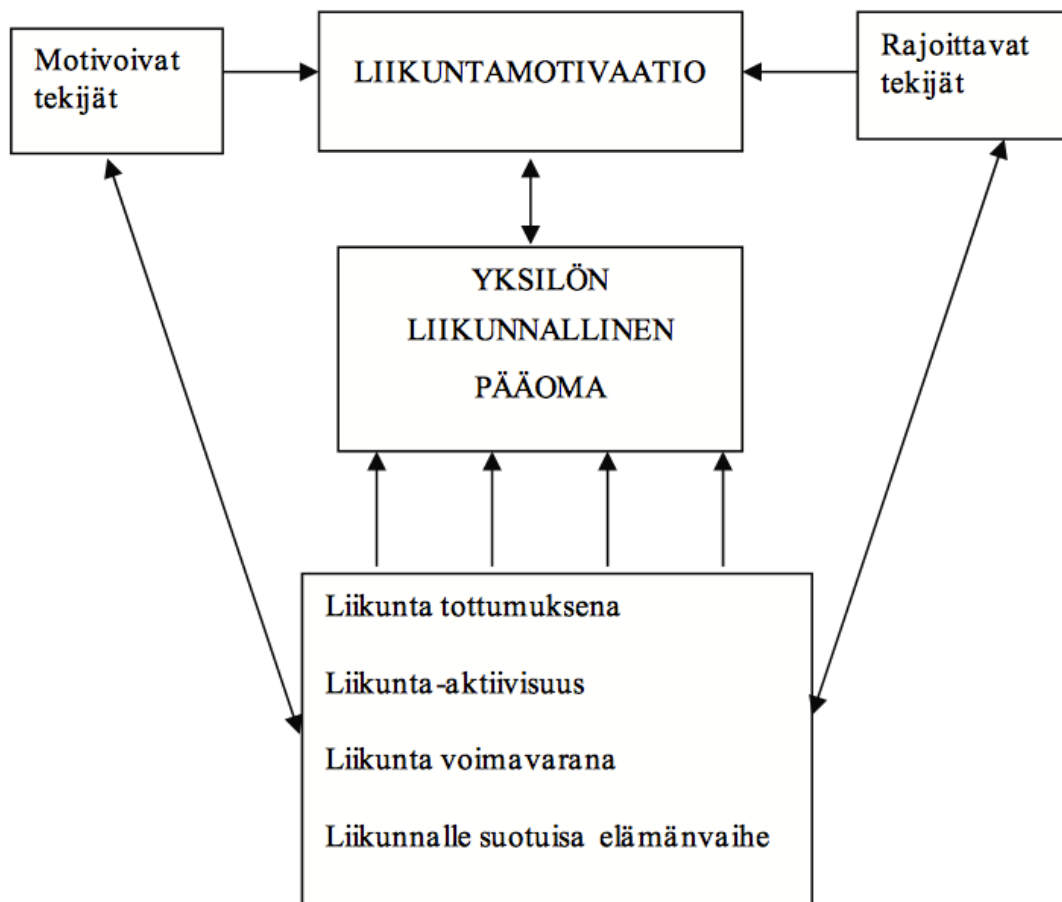 Motivoivat
tekijät
LIIKUNTAMOTIVAATIO
Rajoittavat
tekijät
YKSILÖN
LIIKUNNALLINEN
PÄÄOMA
Liikunta tottumuksena
Liikunta-aktiivisuus
Liikunta voimavarana
Liikunnalle suotuisa elämänvaihe